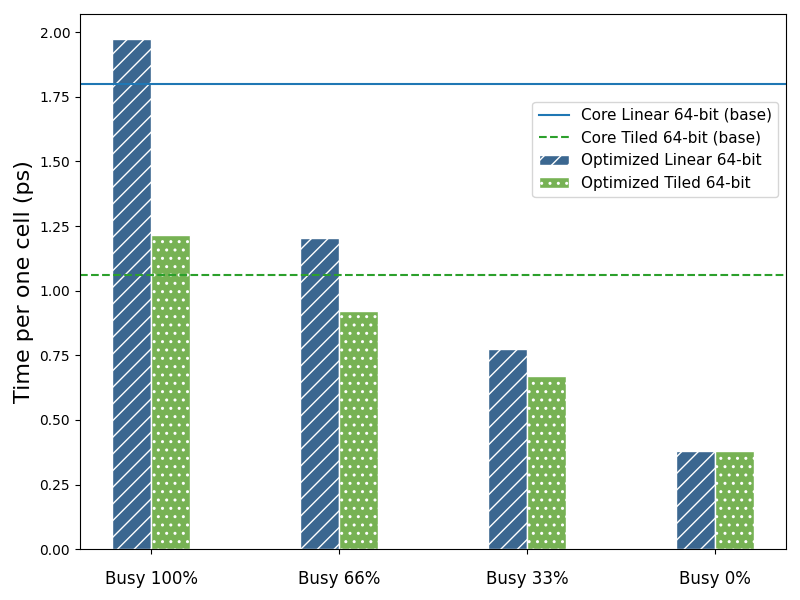 Time per one cell (ps)
2.00
1.75
1.50
1.25
1.00
0.75
0.50
0.25
0.00
Core Linear 64-bit (base)
Core Tiled 64-bit (base)
Optimized Linear 64-bit
Optimized Tiled 64-bit
Busy 100%
Busy 66%
Busy 33%
Busy 0%